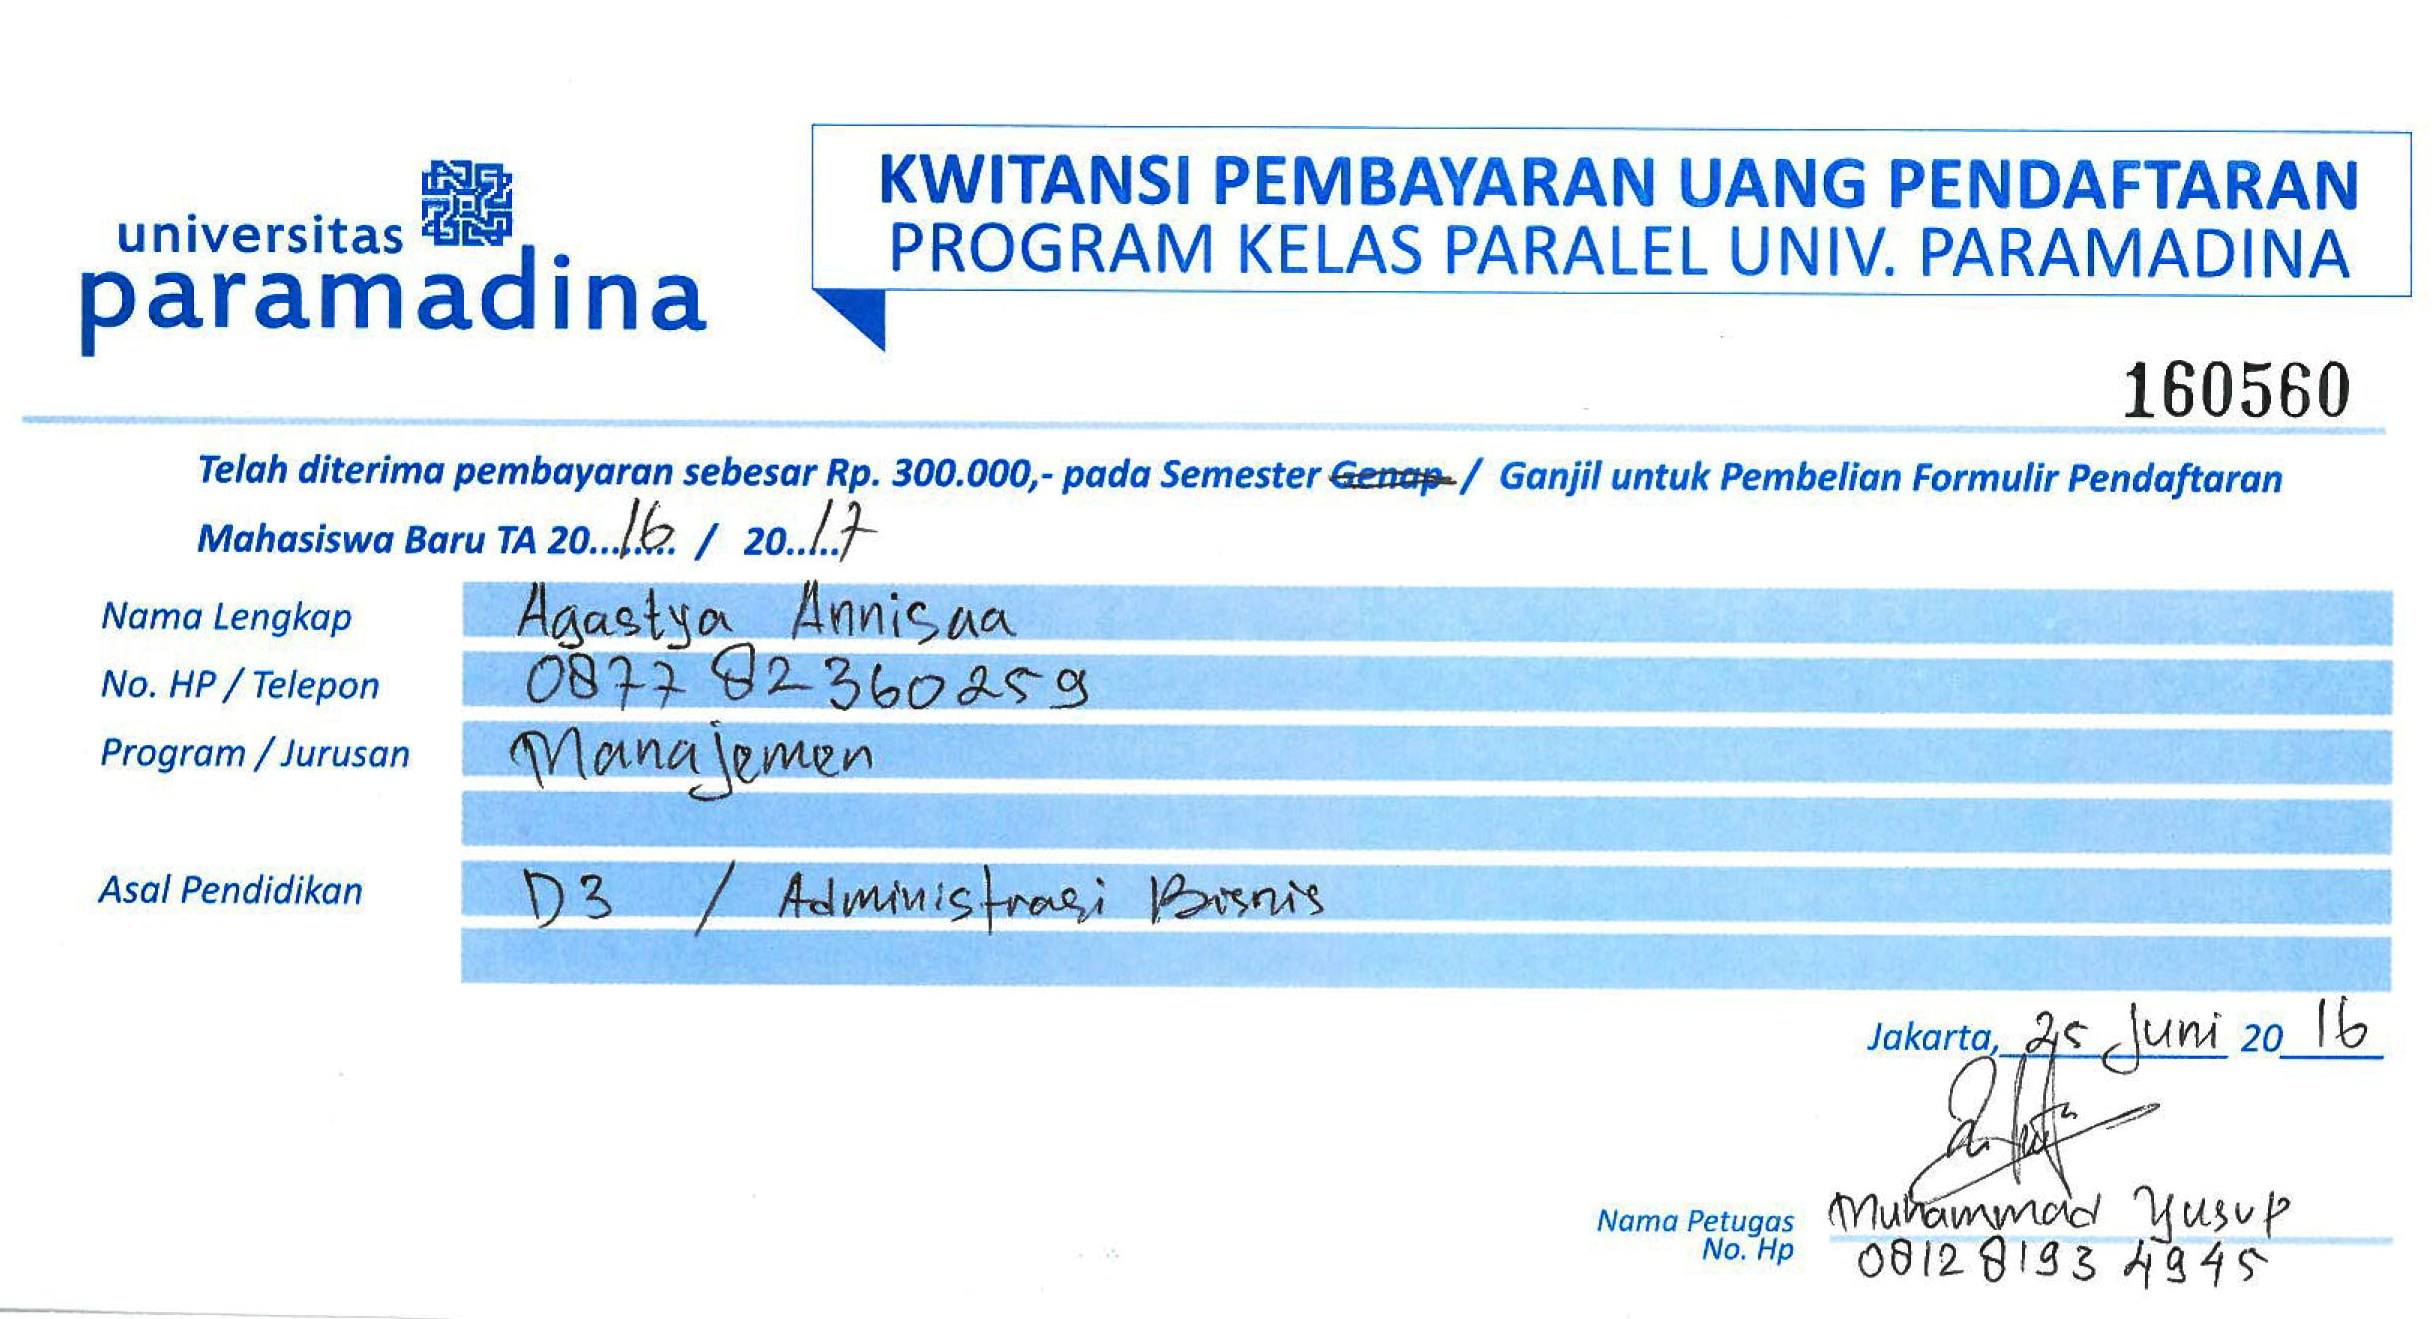 universitas
paramadina
KWITANSI PEMBAYARAN UANG PENDAFTARAN
PROGRAM KELAS PARALEL UNIV. PARAMADINA
160560
Telah diterima pembayaran sebesar Rp. 300.000,- pada Semester Genap / Ganjil untuk Pembelian Formulir Pendaftaran
Mahasiswa Baru TA 20...16... / 20...17
Nama Lengkap Agastya Annisaa
No. HP / Telepon 0877 82360259
Program / Jurusan Manajemen
Asal Pendidikan D3 / Administrasi Bisnis
Jakarta, 25 Juni 20 16
Nama Petugas Muhammad Yusup
No. Hp 0812 8193 4945